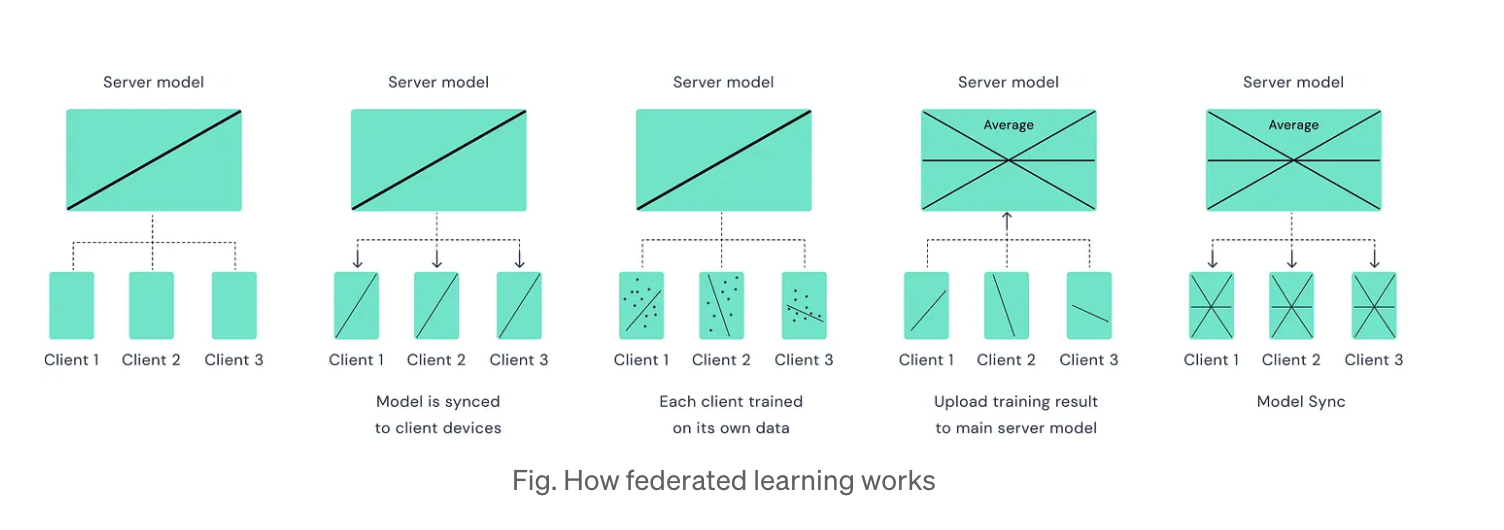 Server model
Server model
Server model
Server model
Server model
Average
Average
Client 1
Client 2
Client 3
Client 1
Client 2
Client 3
Client 1
Client 2
Client 3
Client 1
Client 2
Client 3
Client 1
Client 2
Client 3
Model is synced
to client devices
Each client trained
on its own data
Upload training result
to main server model
Model Sync
Fig. How federated learning works